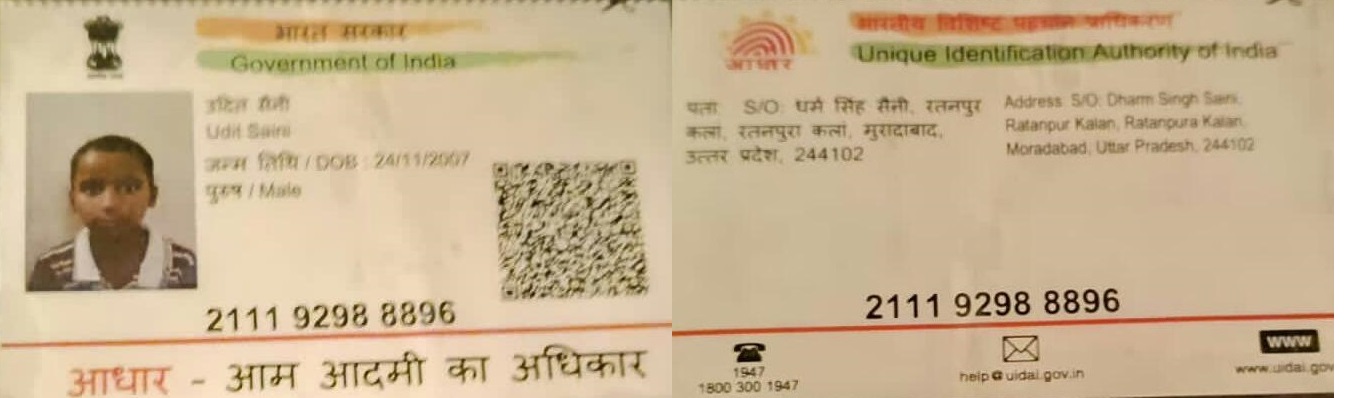 भारत सरकार
Government of India
उदित सैनी
Udit Saini
जन्म तिथि / DOB : 24/11/2007
पुरुष / Male
2111 9298 8896
आधार - आम आदमी का अधिकार
भारतीय विशिष्ट पहचान प्राधिकरण
Unique Identification Authority of India
आधार
पता: S/O: धर्म सिंह सैनी, रतनपुर
कलां, रतनपुरा कलां, मुरादाबाद,
उत्तर प्रदेश, 244102
Address: S/O: Dharm Singh Saini,
Ratanpur Kalan, Ratanpura Kalan,
Moradabad, Uttar Pradesh, 244102
2111 9298 8896
1947
1800 300 1947
help@uidai.gov.in
www
www.uidai.gov